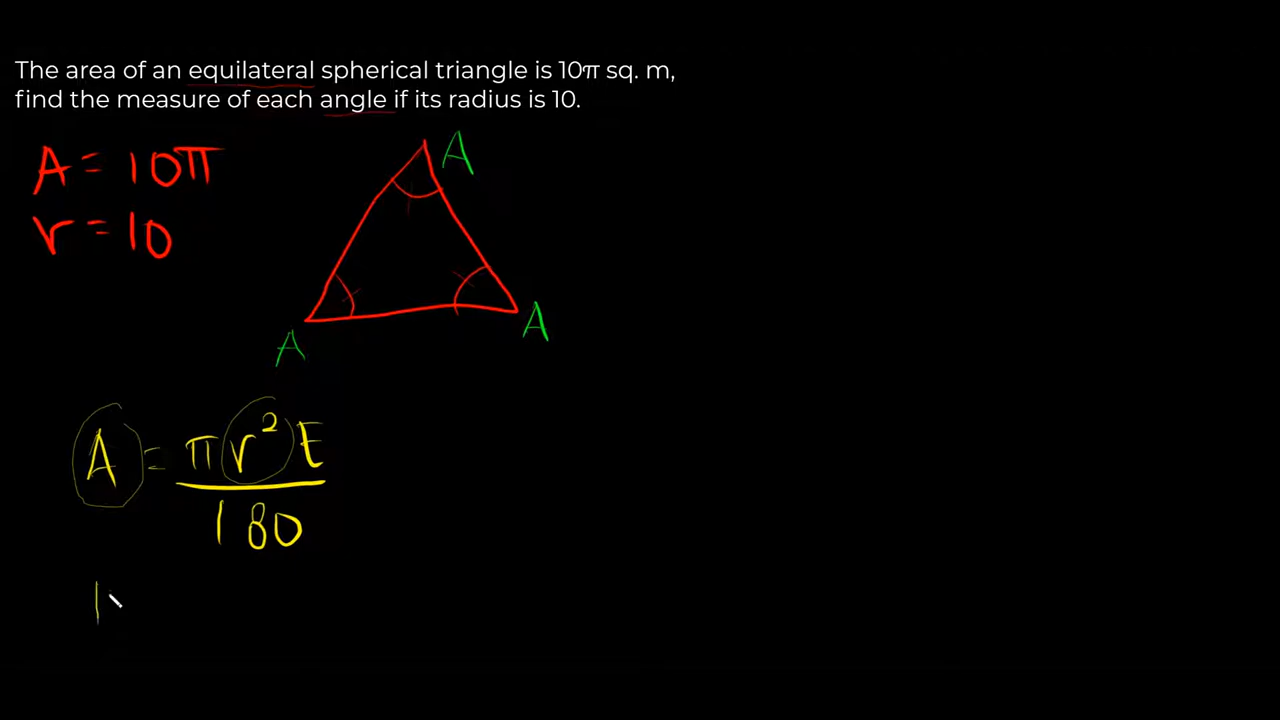 The area of an equilateral spherical triangle is 10π sq. m,
find the measure of each angle if its radius is 10.
A = 10π
r = 10
A
A
A
A = πr²E
180
1